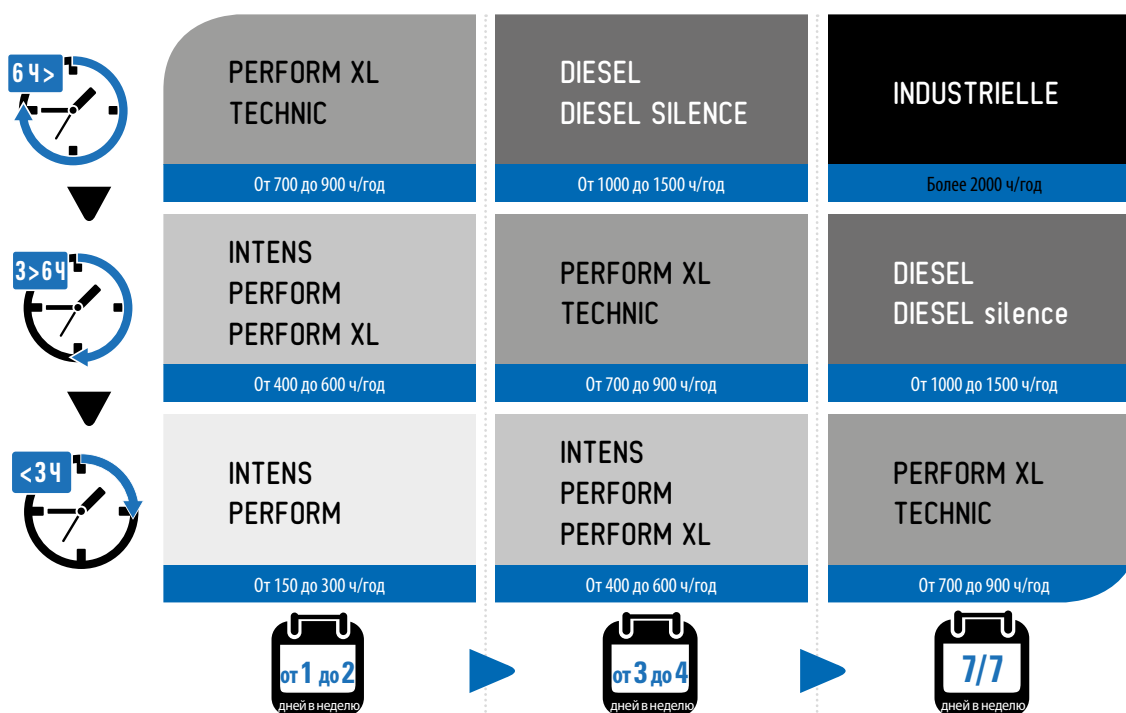 6 Ч>
PERFORM XL
TECHNIC
От 700 до 900 ч/год
DIESEL
DIESEL SILENCE
От 1000 до 1500 ч/год
INDUSTRIELLE
Более 2000 ч/год
3>6Ч
INTENS
PERFORM
PERFORM XL
От 400 до 600 ч/год
PERFORM XL
TECHNIC
От 700 до 900 ч/год
DIESEL
DIESEL silence
От 1000 до 1500 ч/год
<3Ч
INTENS
PERFORM
От 150 до 300 ч/год
INTENS
PERFORM
PERFORM XL
От 400 до 600 ч/год
PERFORM XL
TECHNIC
От 700 до 900 ч/год
от 1 до 2
дней в неделю
от 3 до 4
дней в неделю
7/7
дней в неделю